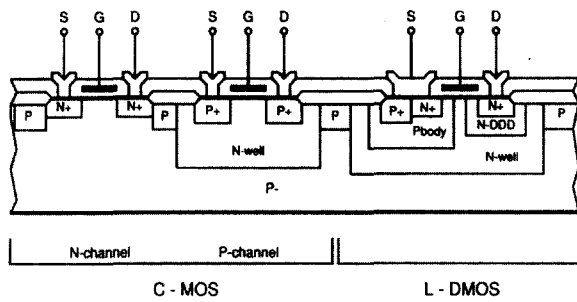 S G D S G D S G D
P N+ N+ P P+ P+ P P+ N+ N+ P
Pbody N-DDD
N-well N-well
P-
N-channel P-channel
C - MOS L - DMOS